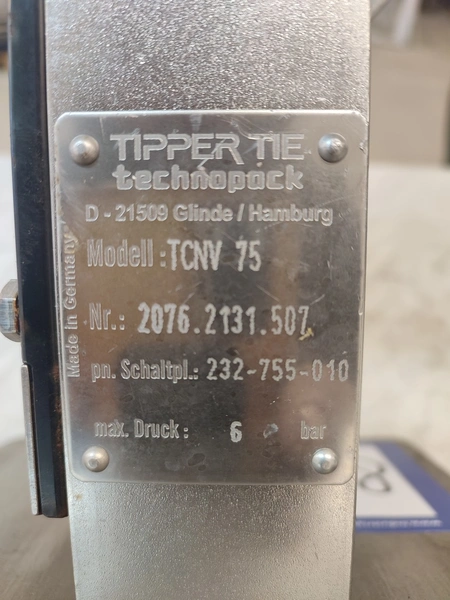 TIPPER TIE
technopack
D - 21509 Glinde / Hamburg
Modell : TCNV 75
Nr.: 2076.2131.507
pn. Schaltpl.: 232-755-010
max. Druck : 6 bar
Made in Germany